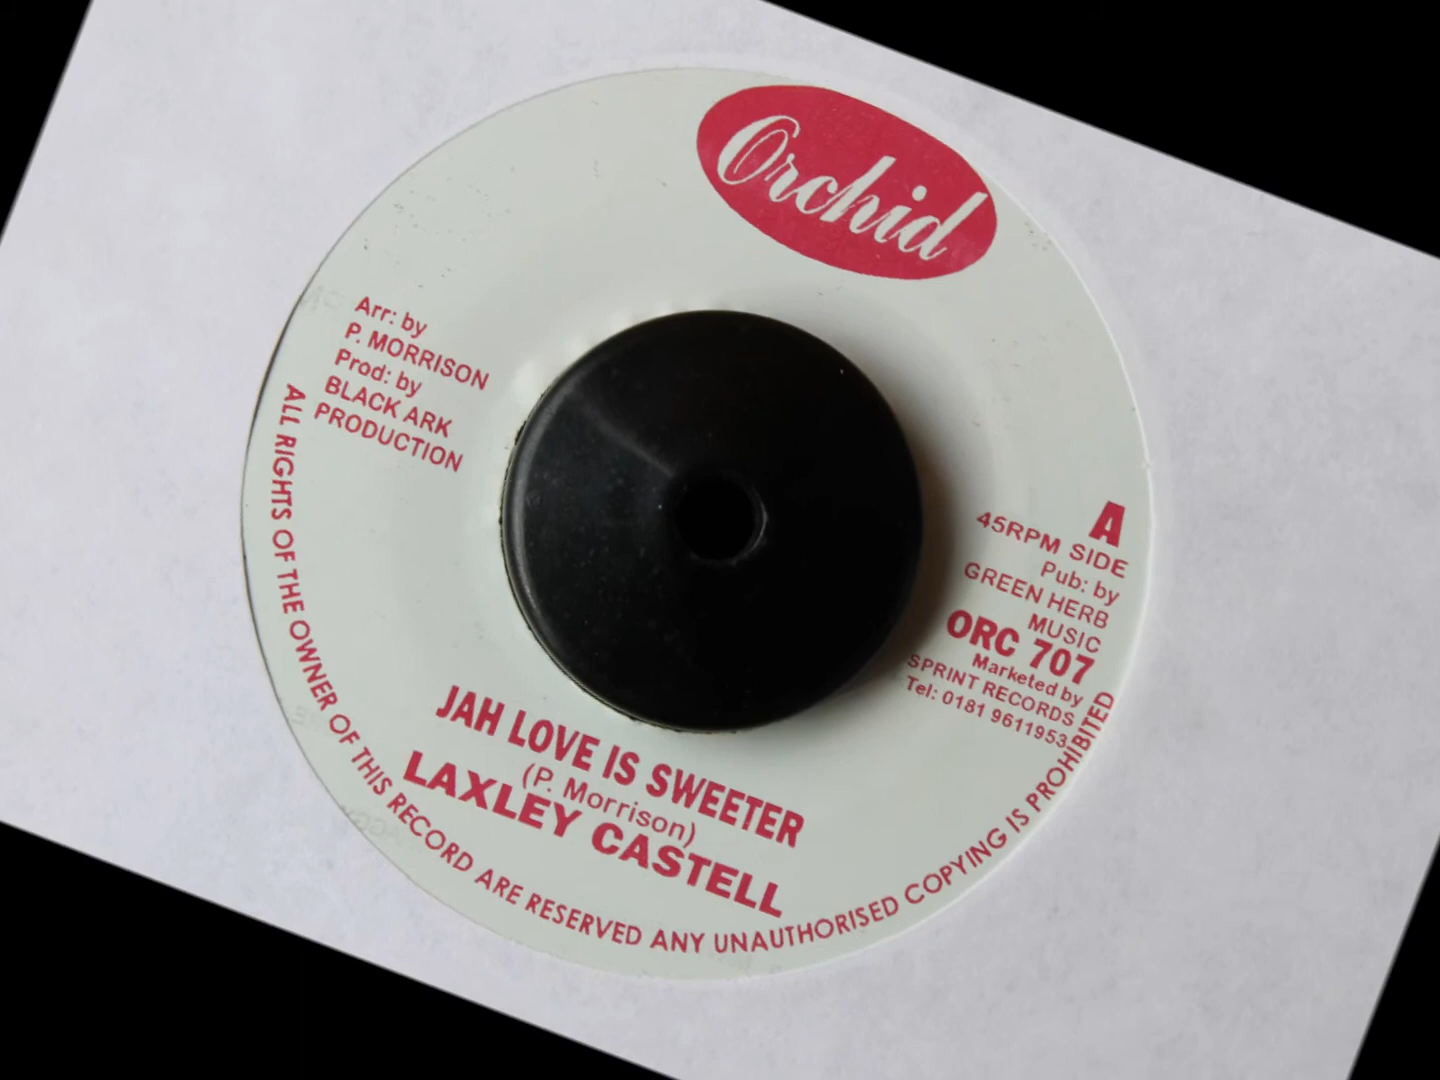 Orchid
Arr: by
P. MORRISON
Prod: by
BLACK ARK
PRODUCTION
A
45RPM SIDE
Pub: by
GREEN HERB
MUSIC
ORC 707
Marketed by
SPRINT RECORDS
Tel: 0181 9611953
JAH LOVE IS SWEETER
(P. Morrison)
LAXLEY CASTELL
ALL RIGHTS OF THE OWNER OF THIS RECORD ARE RESERVED ANY UNAUTHORISED COPYING IS PROHIBITED